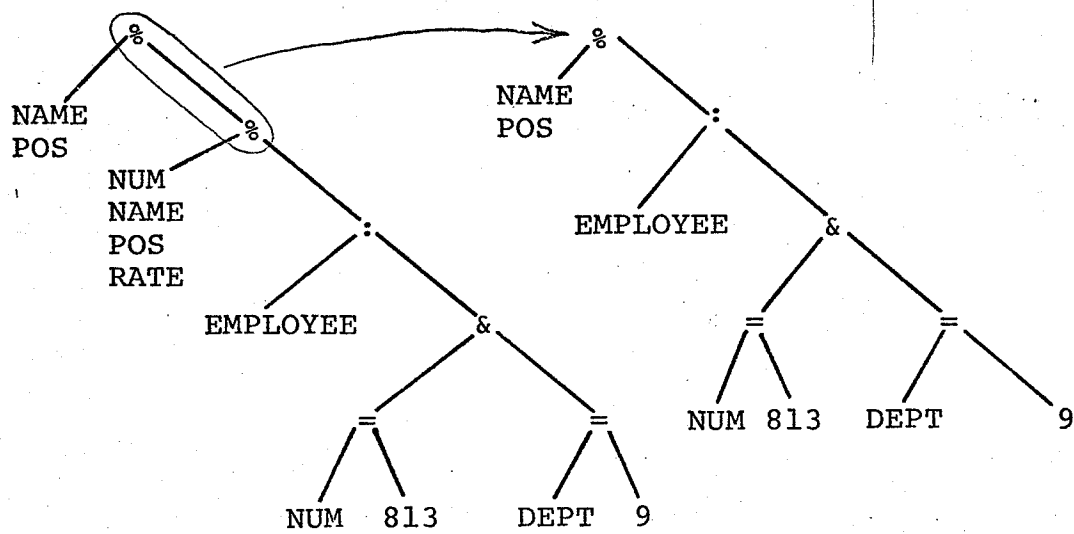 %
NAME
POS
%
NUM
NAME
POS
RATE
:
EMPLOYEE
&
=
=
NUM 813
DEPT 9
%
NAME
POS
:
EMPLOYEE
&
=
=
NUM 813
DEPT 9